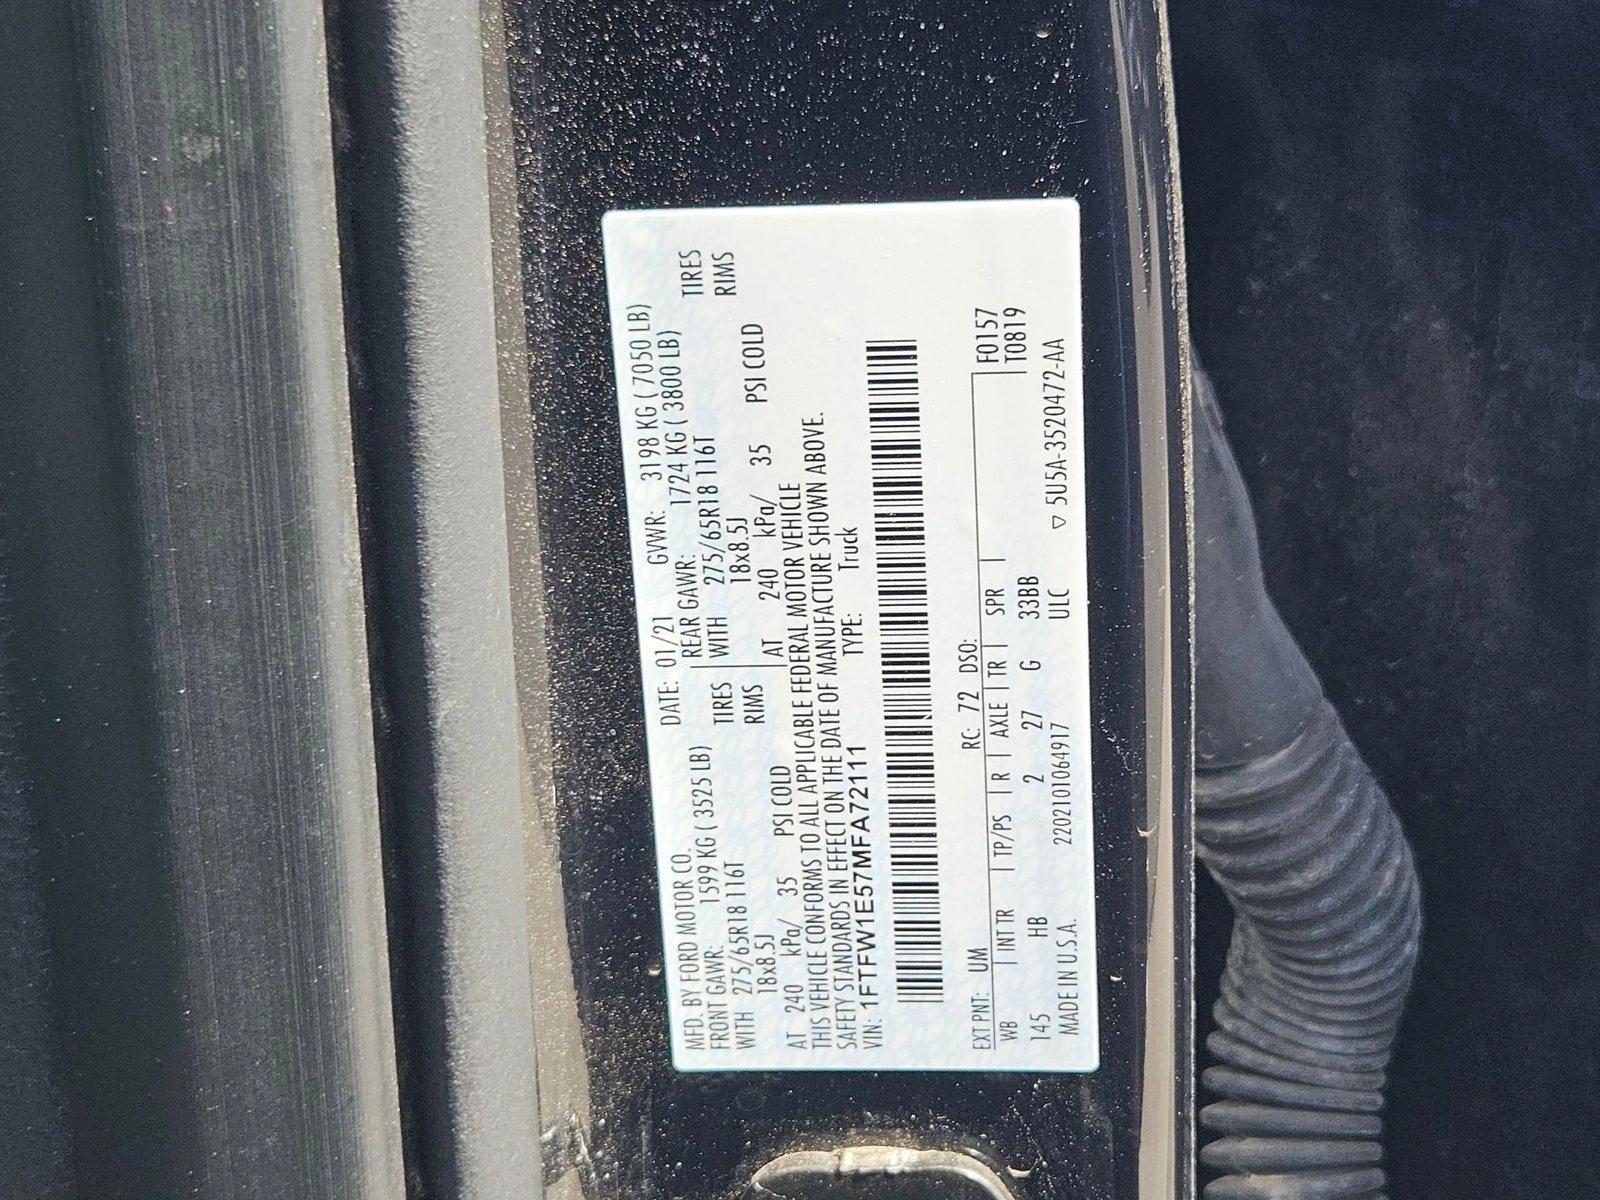 MFD. BY FORD MOTOR CO. DATE: 01/21 GVWR: 3198 KG ( 7050 LB)
FRONT GAWR: 1599 KG ( 3525 LB) REAR GAWR: 1724 KG ( 3800 LB)
WITH 275/65R18 116T TIRES WITH 275/65R18 116T TIRES
18x8.5J RIMS 18x8.5J RIMS
AT 240 kPa/ 35 PSI COLD AT 240 kPa/ 35 PSI COLD
THIS VEHICLE CONFORMS TO ALL APPLICABLE FEDERAL MOTOR VEHICLE
SAFETY STANDARDS IN EFFECT ON THE DATE OF MANUFACTURE SHOWN ABOVE.
VIN: 1FTFW1E57MFA72111 TYPE: Truck
EXT PNT: UM RC: 72 DSO: F0157
WB | INT TR | TP/PS | R | AXLE | TR | SPR | T0819
145 HB 2 27 G 33BB
MADE IN U.S.A. 2202101064917 ULC ▽ 5U5A-3520472-AA